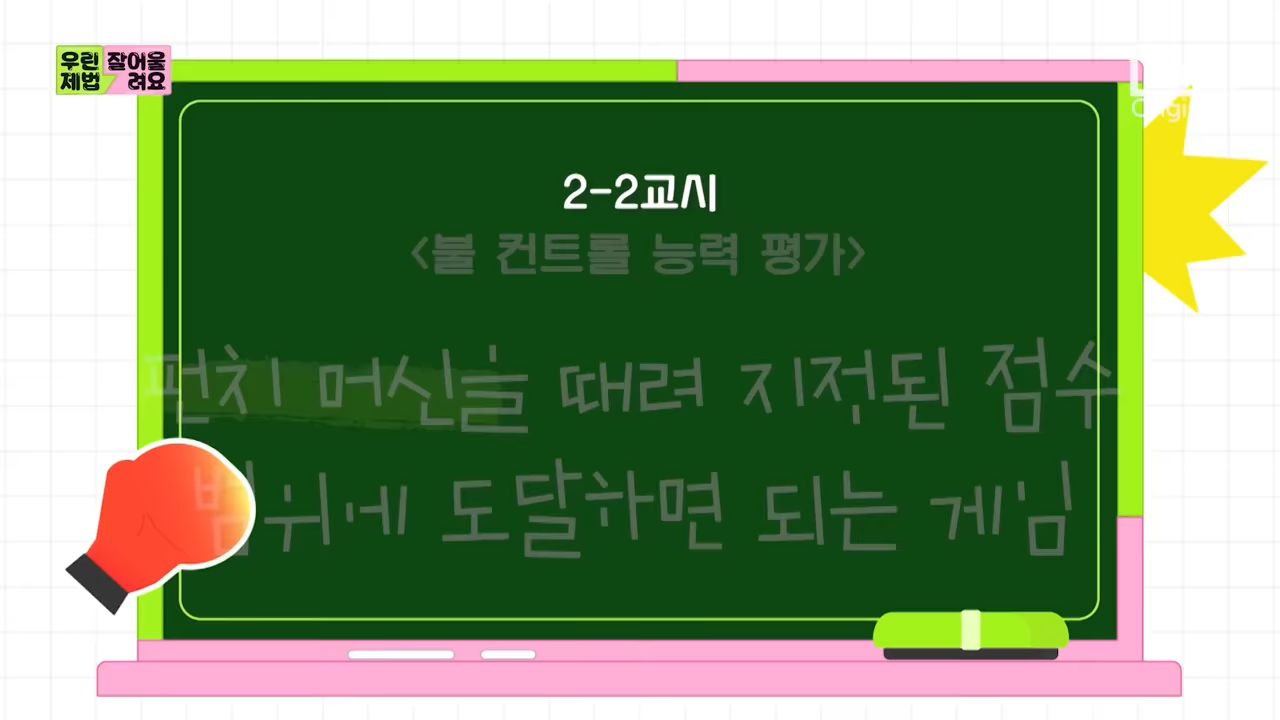 우린 잘어울
제법 려요
2-2교시
<불 컨트롤 능력 평가>
펀치 머신을 때려 지정된 점수
범위에 도달하면 되는 게임